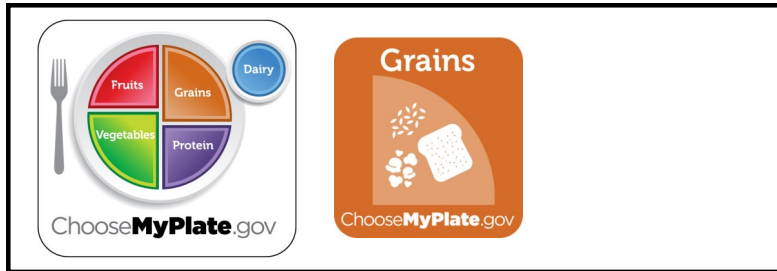 Fruits
Grains
Dairy
Vegetables
Protein
ChooseMyPlate.gov
Grains
ChooseMyPlate.gov